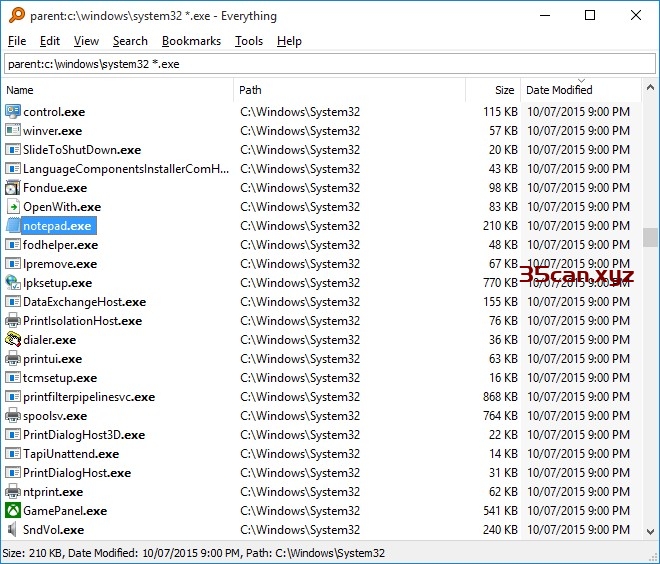 parent:c:\windows\system32 *.exe - Everything
File Edit View Search Bookmarks Tools Help
parent:c:\windows\system32 *.exe
Name Path Size Date Modified
control.exe C:\Windows\System32 115 KB 10/07/2015 9:00 PM
winver.exe C:\Windows\System32 57 KB 10/07/2015 9:00 PM
SlideToShutDown.exe C:\Windows\System32 20 KB 10/07/2015 9:00 PM
LanguageComponentsInstallerComH... C:\Windows\System32 43 KB 10/07/2015 9:00 PM
Fondue.exe C:\Windows\System32 98 KB 10/07/2015 9:00 PM
OpenWith.exe C:\Windows\System32 83 KB 10/07/2015 9:00 PM
notepad.exe C:\Windows\System32 210 KB 10/07/2015 9:00 PM
fodhelper.exe C:\Windows\System32 48 KB 10/07/2015 9:00 PM
lpremove.exe C:\Windows\System32 67 KB 10/07/2015 9:00 PM
35can.xyz
lpksetup.exe C:\Windows\System32 770 KB 10/07/2015 9:00 PM
DataExchangeHost.exe C:\Windows\System32 155 KB 10/07/2015 9:00 PM
PrintIsolationHost.exe C:\Windows\System32 76 KB 10/07/2015 9:00 PM
dialer.exe C:\Windows\System32 36 KB 10/07/2015 9:00 PM
printui.exe C:\Windows\System32 63 KB 10/07/2015 9:00 PM
tcmsetup.exe C:\Windows\System32 16 KB 10/07/2015 9:00 PM
printfilterpipelinesvc.exe C:\Windows\System32 868 KB 10/07/2015 9:00 PM
spoolsv.exe C:\Windows\System32 764 KB 10/07/2015 9:00 PM
PrintDialogHost3D.exe C:\Windows\System32 22 KB 10/07/2015 9:00 PM
TapiUnattend.exe C:\Windows\System32 14 KB 10/07/2015 9:00 PM
PrintDialogHost.exe C:\Windows\System32 31 KB 10/07/2015 9:00 PM
ntprint.exe C:\Windows\System32 62 KB 10/07/2015 9:00 PM
GamePanel.exe C:\Windows\System32 541 KB 10/07/2015 9:00 PM
SndVol.exe C:\Windows\System32 240 KB 10/07/2015 9:00 PM
Size: 210 KB, Date Modified: 10/07/2015 9:00 PM, Path: C:\Windows\System32